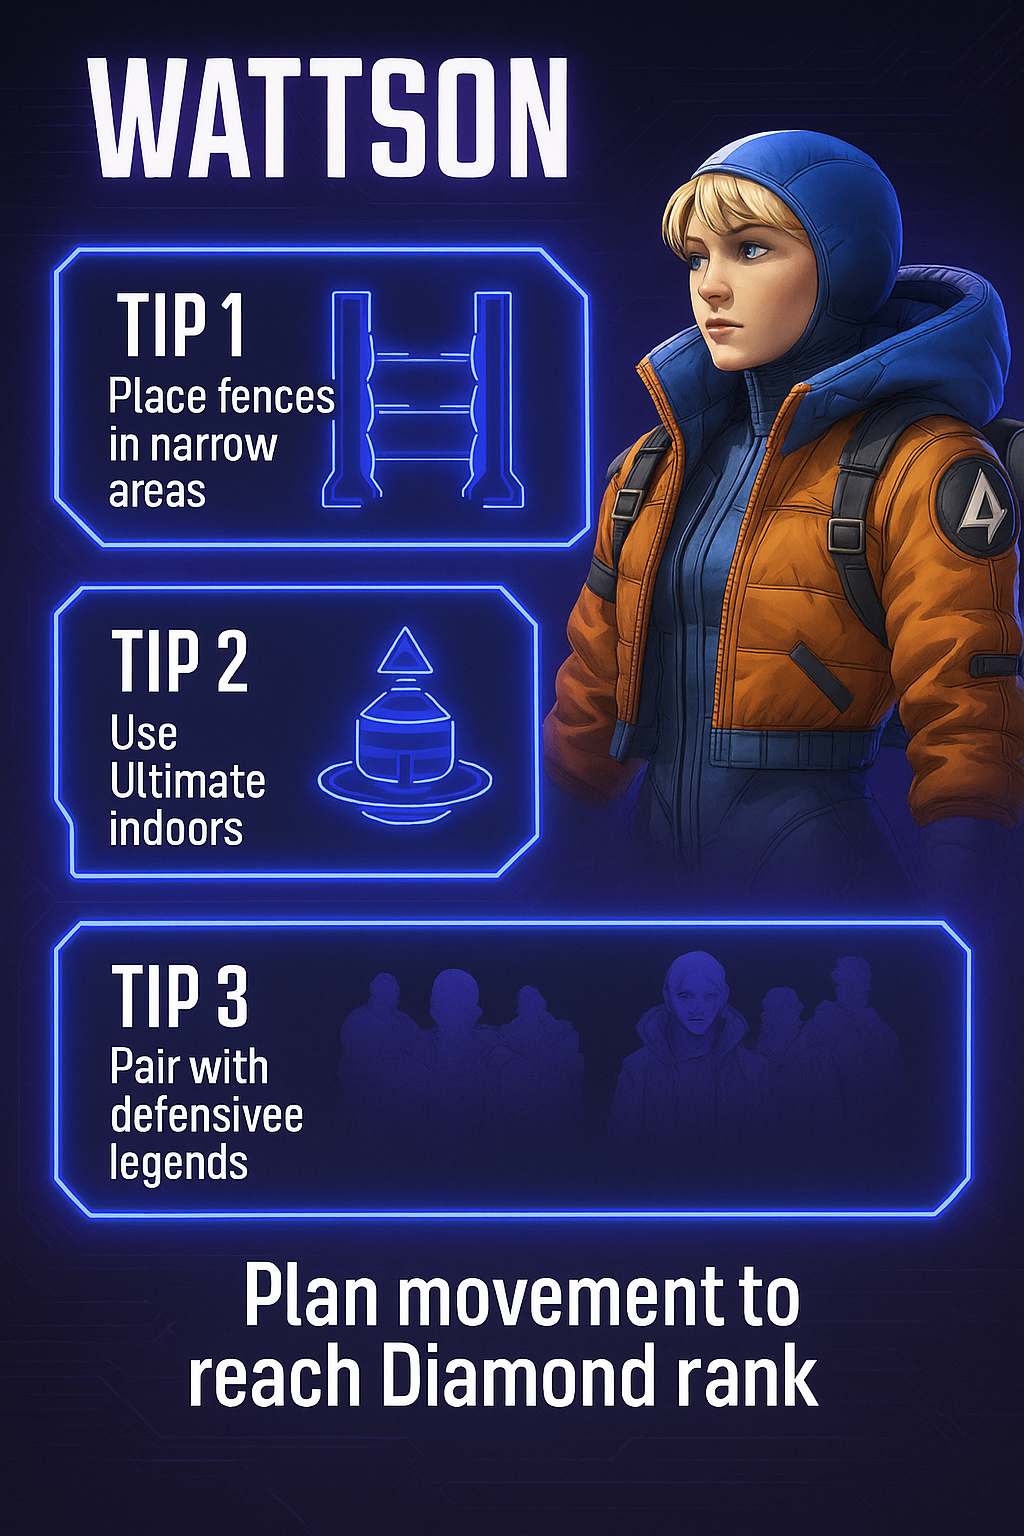 WATTSON
TIP 1
Place fences
in narrow
areas
TIP 2
Use
Ultimate
indoors
TIP 3
Pair with
defensivee
legends
Plan movement to
reach Diamond rank